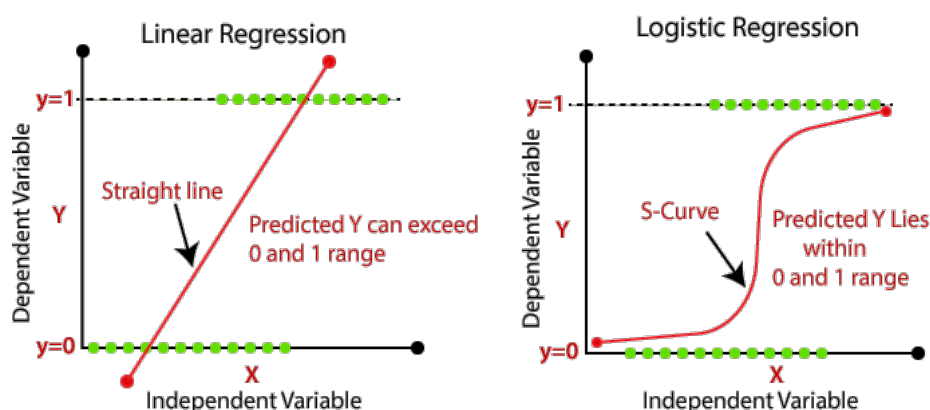 Linear Regression
y=1
Dependent Variable
Y
Straight line
Predicted Y can exceed
0 and 1 range
y=0
X
Independent Variable
Logistic Regression
y=1
Dependent Variable
Y
S-Curve
Predicted Y Lies
within
0 and 1 range
y=0
X
Independent Variable